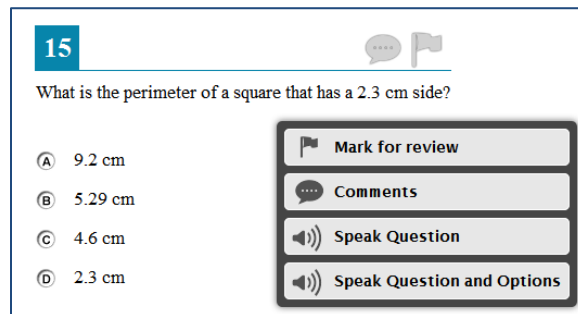 15
What is the perimeter of a square that has a 2.3 cm side?
A 9.2 cm
B 5.29 cm
C 4.6 cm
D 2.3 cm
Mark for review
Comments
Speak Question
Speak Question and Options